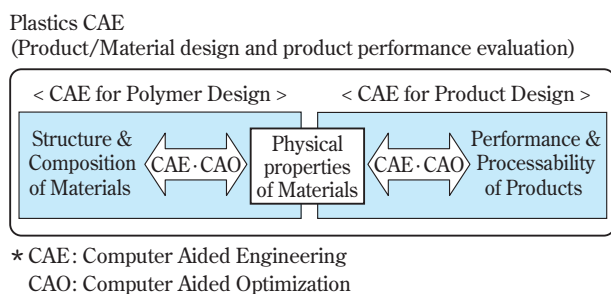 Plastics CAE
(Product/Material design and product performance evaluation)
< CAE for Polymer Design >
< CAE for Product Design >
Structure &
Composition
of Materials
CAE·CAO
Physical
properties
of Materials
CAE·CAO
Performance &
Processability
of Products
* CAE: Computer Aided Engineering
CAO: Computer Aided Optimization